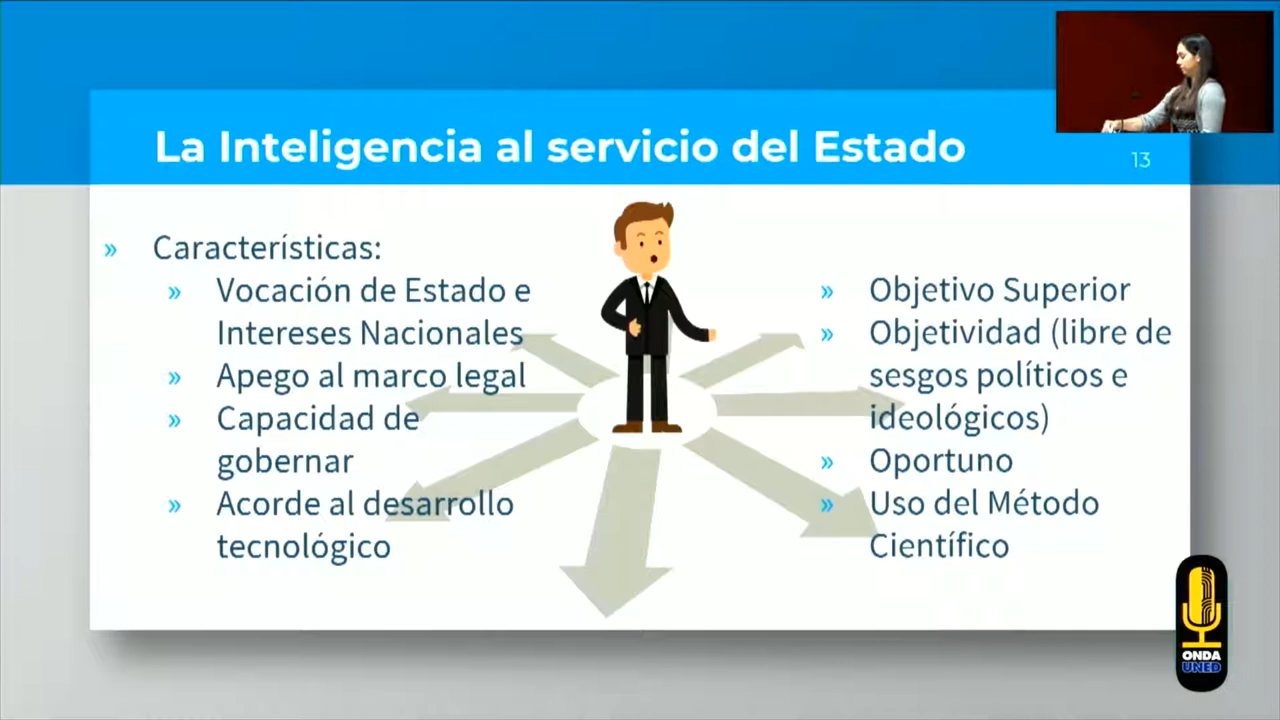 La Inteligencia al servicio del Estado
13
» Características:
» Vocación de Estado e
Intereses Nacionales
» Apego al marco legal
» Capacidad de
gobernar
» Acorde al desarrollo
tecnológico
» Objetivo Superior
» Objetividad (libre de
sesgos políticos e
ideológicos)
» Oportuno
» Uso del Método
Científico
ONDA
UNED